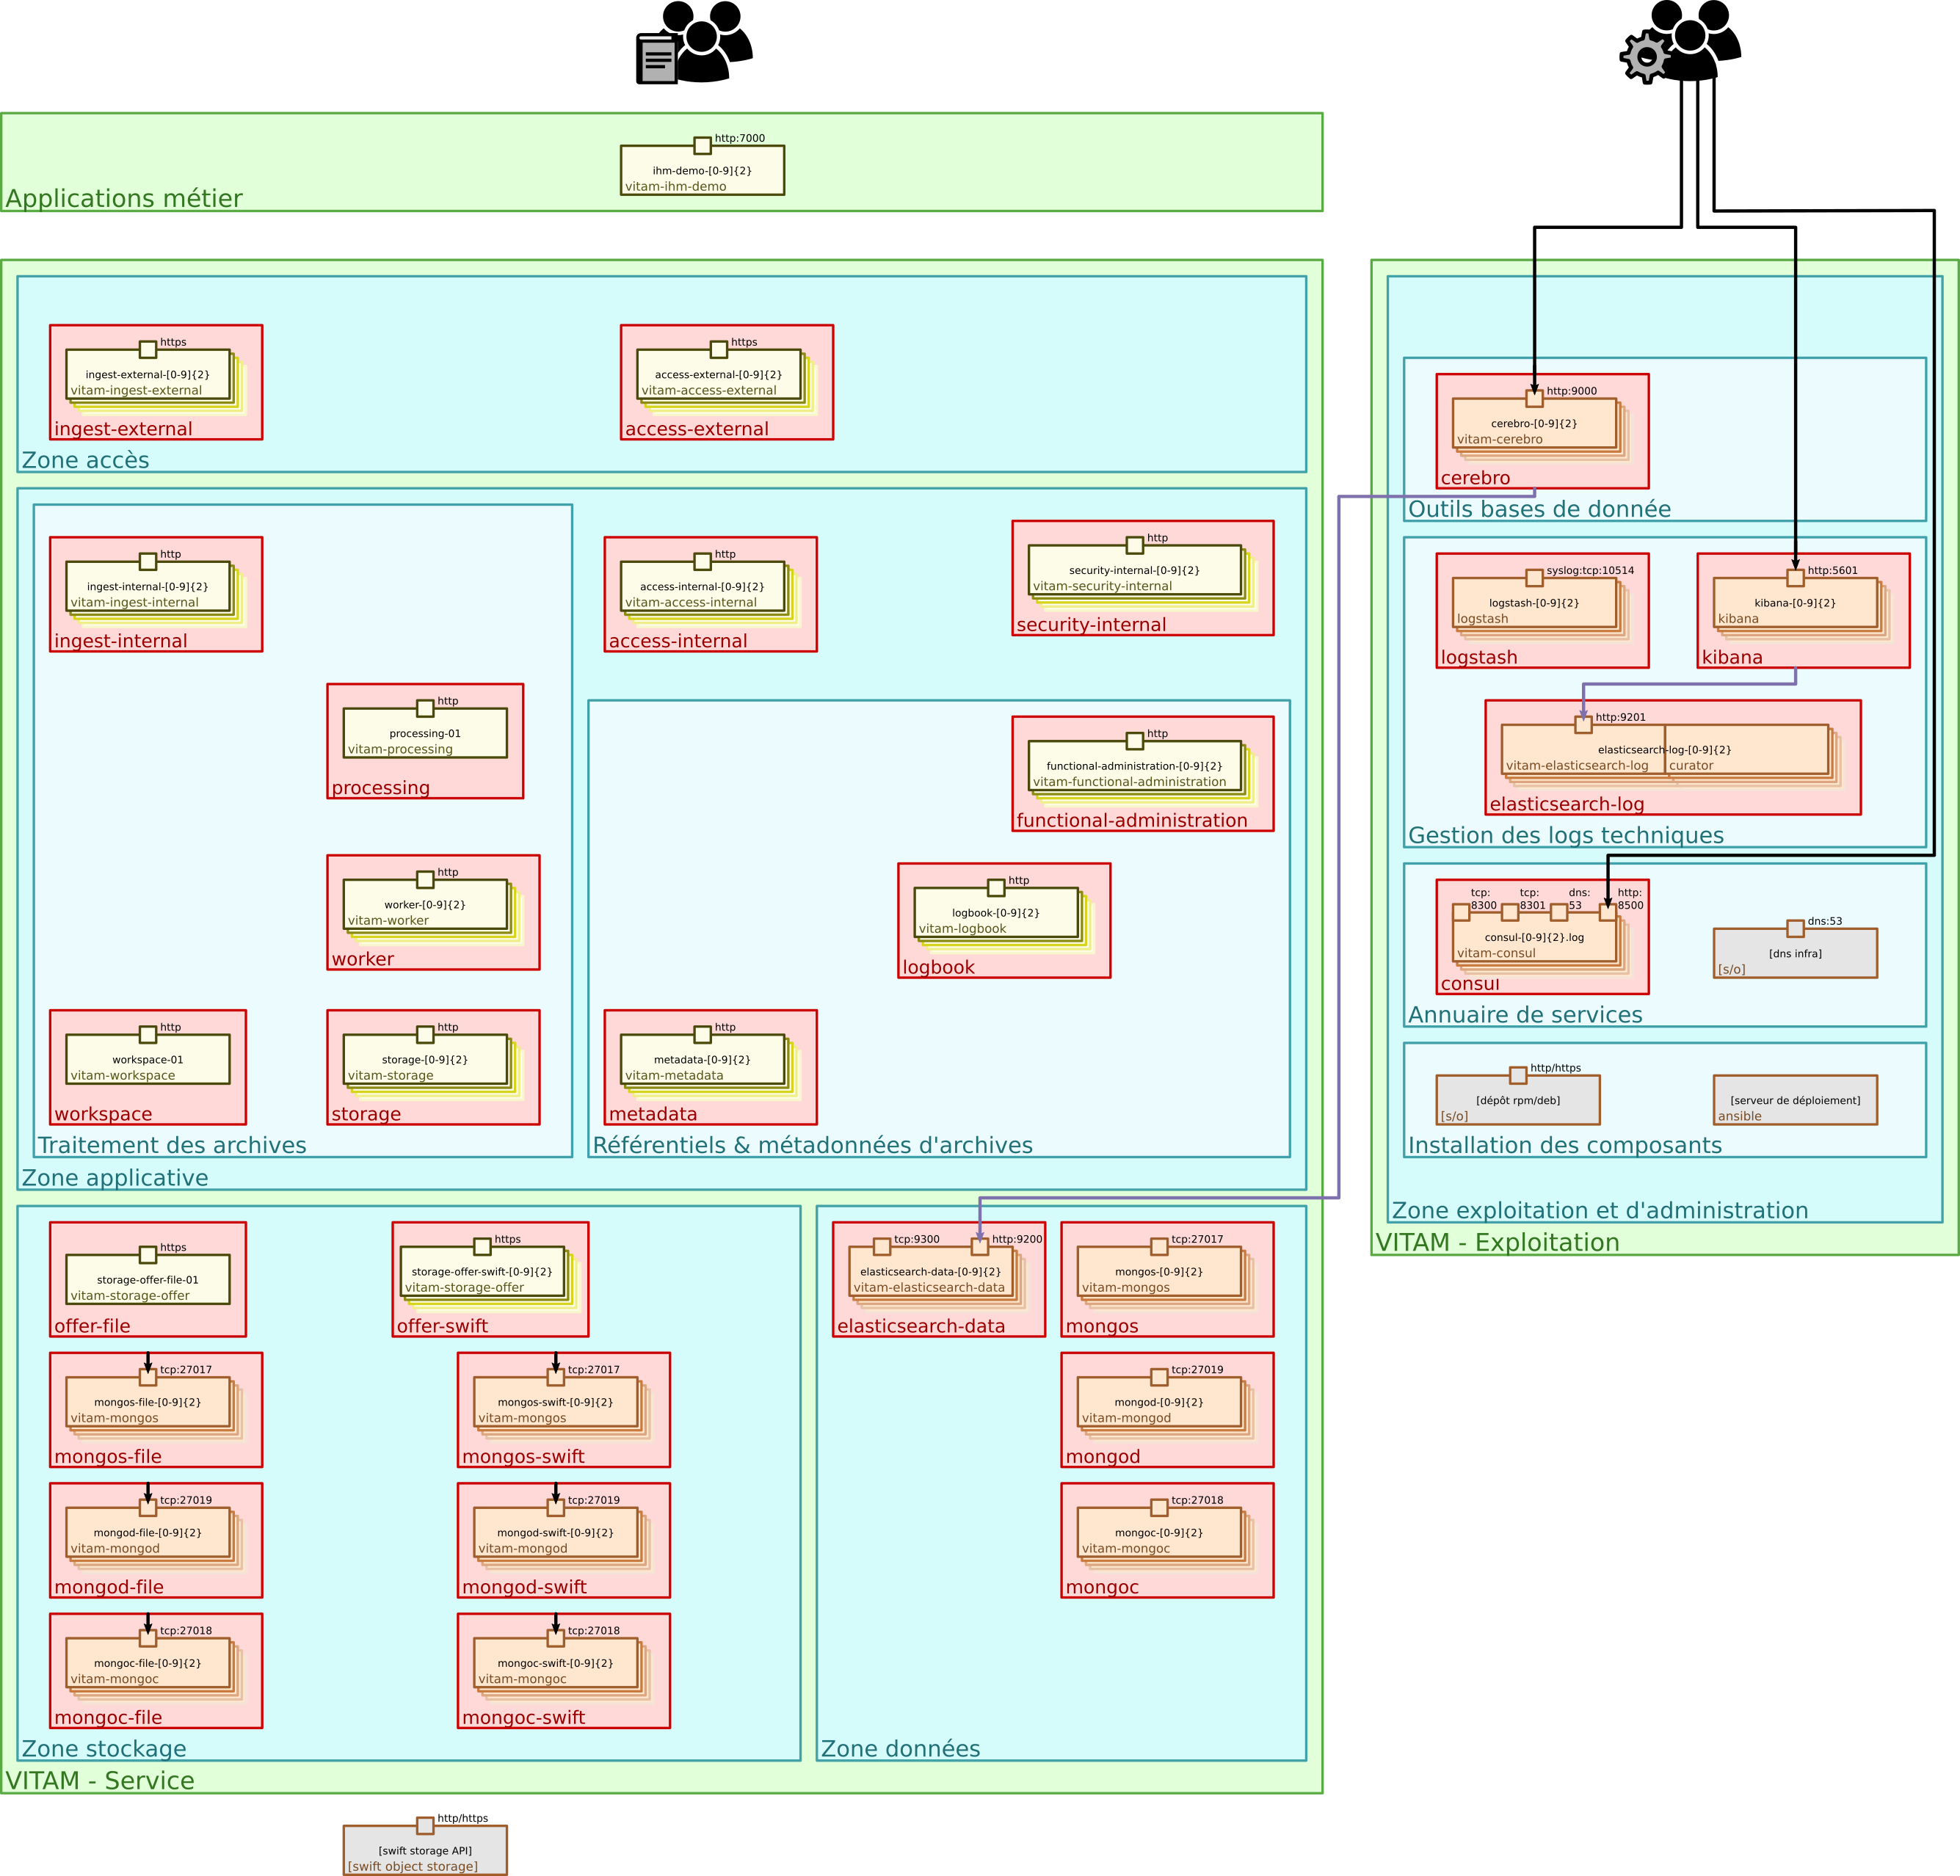 http:7000
ihm-demo-[0-9]{2}
vitam-ihm-demo
Applications métier
https
ingest-external-[0-9]{2}
vitam-ingest-external
ingest-external
https
access-external-[0-9]{2}
vitam-access-external
access-external
Zone accès
http
ingest-internal-[0-9]{2}
vitam-ingest-internal
ingest-internal
http
processing-01
vitam-processing
processing
http
worker-[0-9]{2}
vitam-worker
worker
http
workspace-01
vitam-workspace
workspace
http
storage-[0-9]{2}
vitam-storage
storage
Traitement des archives
http
access-internal-[0-9]{2}
vitam-access-internal
access-internal
http
security-internal-[0-9]{2}
vitam-security-internal
security-internal
http
functional-administration-[0-9]{2}
vitam-functional-administration
functional-administration
http
logbook-[0-9]{2}
vitam-logbook
logbook
http
metadata-[0-9]{2}
vitam-metadata
metadata
Référentiels & métadonnées d'archives
Zone applicative
https
storage-offer-file-01
vitam-storage-offer
offer-file
https
storage-offer-swift-[0-9]{2}
vitam-storage-offer
offer-swift
tcp:27017
mongos-file-[0-9]{2}
vitam-mongos
mongos-file
tcp:27017
mongos-swift-[0-9]{2}
vitam-mongos
mongos-swift
tcp:27019
mongod-file-[0-9]{2}
vitam-mongod
mongod-file
tcp:27019
mongod-swift-[0-9]{2}
vitam-mongod
mongod-swift
tcp:27018
mongoc-file-[0-9]{2}
vitam-mongoc
mongoc-file
tcp:27018
mongoc-swift-[0-9]{2}
vitam-mongoc
mongoc-swift
Zone stockage
tcp:9300
http:9200
elasticsearch-data-[0-9]{2}
vitam-elasticsearch-data
elasticsearch-data
tcp:27017
mongos-[0-9]{2}
vitam-mongos
mongos
tcp:27019
mongod-[0-9]{2}
vitam-mongod
mongod
tcp:27018
mongoc-[0-9]{2}
vitam-mongoc
mongoc
Zone données
VITAM - Service
http/https
[swift storage API]
[swift object storage]
http:9000
cerebro-[0-9]{2}
vitam-cerebro
cerebro
Outils bases de donnée
syslog:tcp:10514
logstash-[0-9]{2}
logstash
logstash
http:5601
kibana-[0-9]{2}
kibana
kibana
http:9201
elasticsearch-log-[0-9]{2}
vitam-elasticsearch-log
curator
elasticsearch-log
Gestion des logs techniques
tcp:
8300
tcp:
8301
dns:
53
http:
8500
consul-[0-9]{2}.log
vitam-consul
consul
dns:53
[dns infra]
[s/o]
Annuaire de services
http/https
[dépôt rpm/deb]
[s/o]
[serveur de déploiement]
ansible
Installation des composants
Zone exploitation et d'administration
VITAM - Exploitation